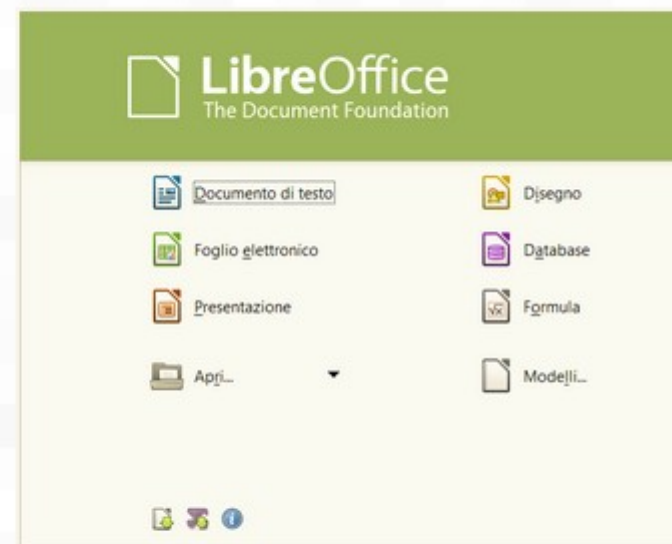 LibreOffice
The Document Foundation
Documento di testo
Disegno
Foglio elettronico
Database
Presentazione
Formula
Apri...
Modelli...